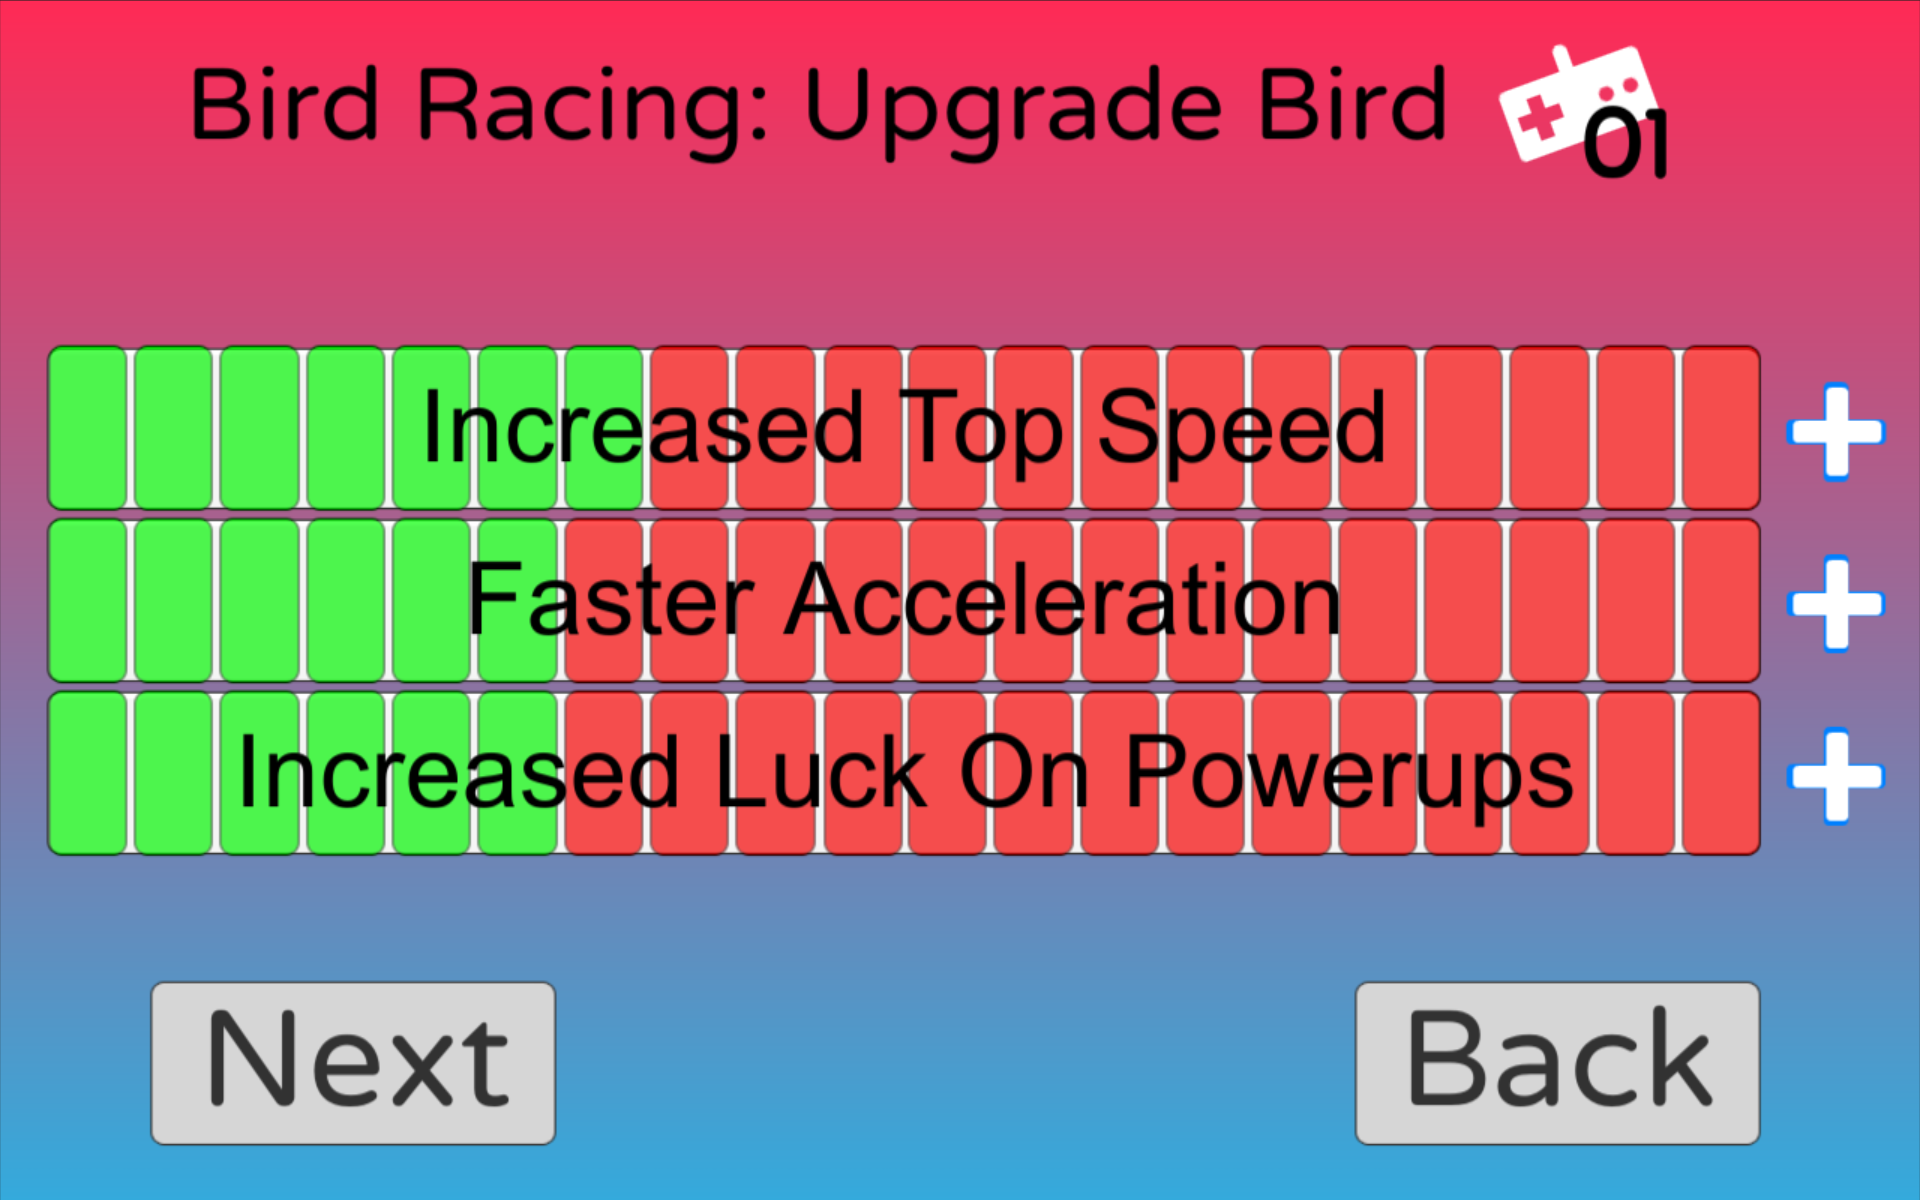 Bird Racing: Upgrade Bird
01
Increased Top Speed
Faster Acceleration
Increased Luck On Powerups
Next
Back